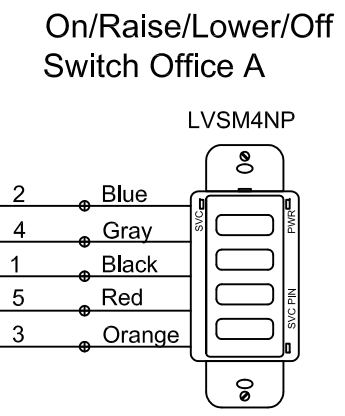 On/Raise/Lower/Off
Switch Office A
LVSM4NP
2 Blue
4 Gray
1 Black
5 Red
3 Orange
SVC
PWR
SVC PIN